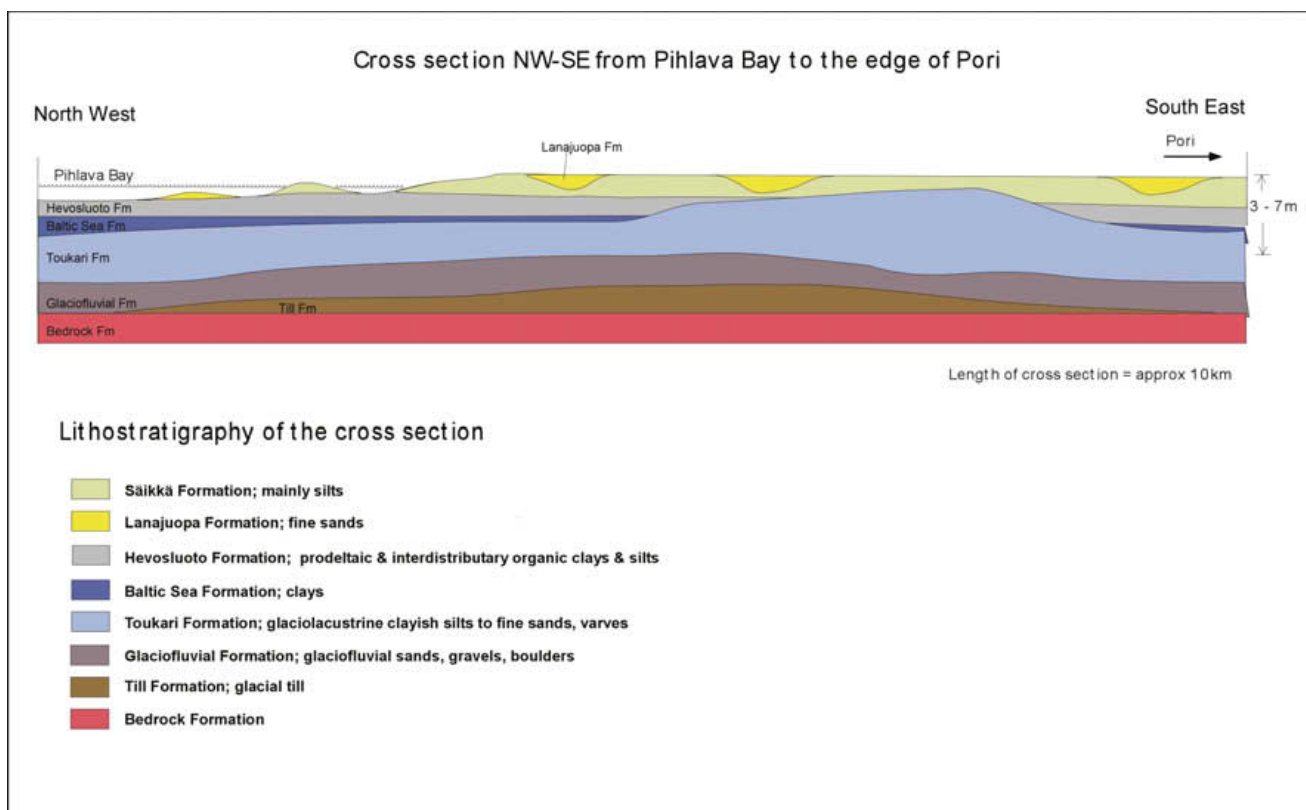 Cross section NW-SE from Pihlava Bay to the edge of Pori
North West
South East
Lanajuopa Fm
Pori
Pihlava Bay
Hevosluoto Fm
3 - 7m
Baltic Sea Fm
Toukari Fm
Glaciofluvial Fm
Till Fm
Bedrock Fm
Length of cross section = approx 10km
Lithostratigraphy of the cross section
Säikkä Formation; mainly silts
Lanajuopa Formation; fine sands
Hevosluoto Formation; prodeltaic & interdistributary organic clays & silts
Baltic Sea Formation; clays
Toukari Formation; glaciolacustrine clayish silts to fine sands, varves
Glaciofluvial Formation; glaciofluvial sands, gravels, boulders
Till Formation; glacial till
Bedrock Formation